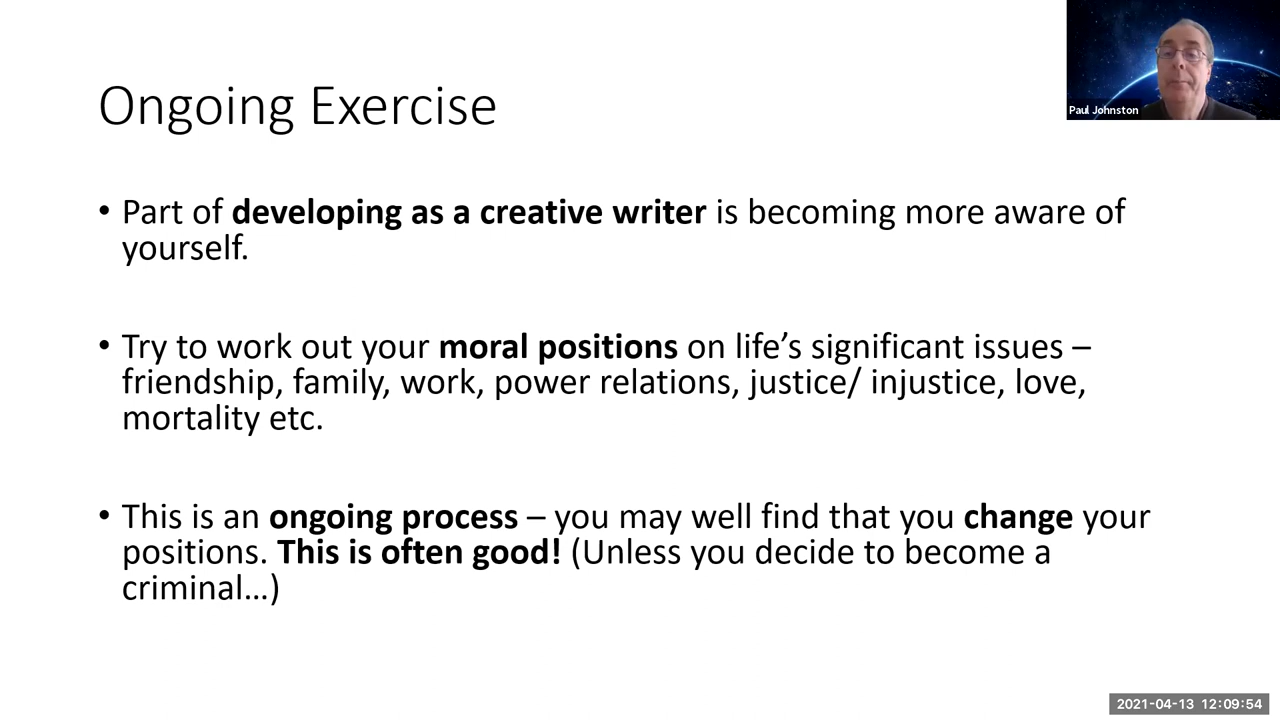 Ongoing Exercise
Paul Johnston
• Part of developing as a creative writer is becoming more aware of
yourself.
• Try to work out your moral positions on life’s significant issues –
friendship, family, work, power relations, justice/ injustice, love,
mortality etc.
• This is an ongoing process – you may well find that you change your
positions. This is often good! (Unless you decide to become a
criminal…)
2021-04-13 12:09:54